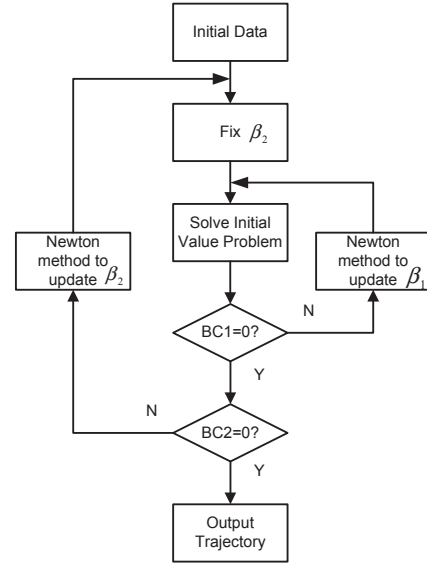 Initial Data
Fix β₂
Solve Initial
Value Problem
Newton
method to
update β₂
Newton
method to
update β₁
BC1=0?
N
Y
N
BC2=0?
Y
Output
Trajectory